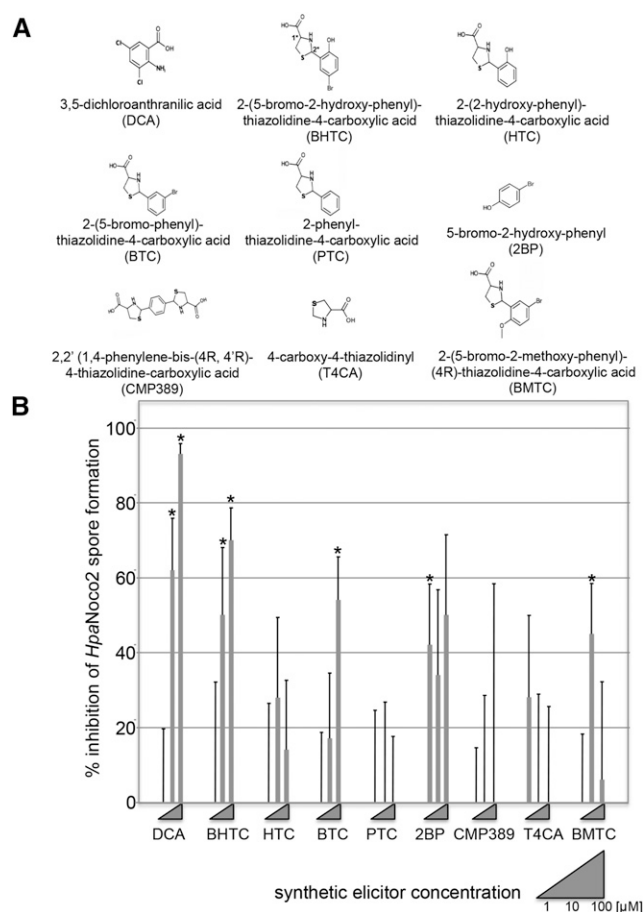 A
3,5-dichloroanthranilic acid
(DCA)
2-(5-bromo-2-hydroxy-phenyl)-
thiazolidine-4-carboxylic acid
(BHTC)
2-(2-hydroxy-phenyl)-
thiazolidine-4-carboxylic acid
(HTC)
2-(5-bromo-phenyl)-
thiazolidine-4-carboxylic acid
(BTC)
2-phenyl-
thiazolidine-4-carboxylic acid
(PTC)
5-bromo-2-hydroxy-phenyl
(2BP)
2,2' (1,4-phenylene-bis-(4R, 4'R)-
4-thiazolidine-carboxylic acid
(CMP389)
4-carboxy-4-thiazolidinyl
(T4CA)
2-(5-bromo-2-methoxy-phenyl)-
(4R)-thiazolidine-4-carboxylic acid
(BMTC)
B
% inhibition of HpaNoco2 spore formation
100
80
60
40
20
0
* * * * * * *
DCA BHTC HTC BTC PTC 2BP CMP389 T4CA BMTC
synthetic elicitor concentration
1 10 100 [µM]